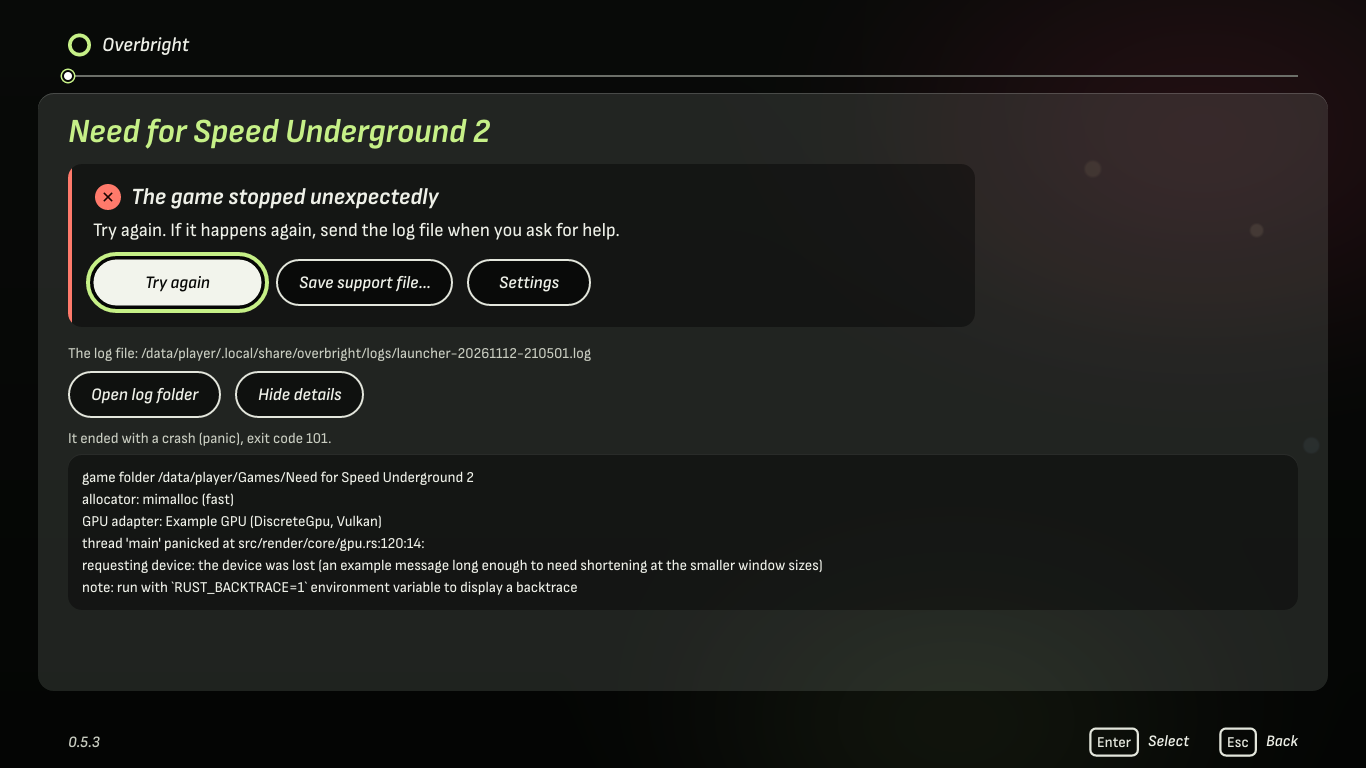 Overbright
Need for Speed Underground 2
The game stopped unexpectedly
Try again. If it happens again, send the log file when you ask for help.
Try again
Save support file...
Settings
The log file: /data/player/.local/share/overbright/logs/launcher-20261112-210501.log
Open log folder
Hide details
It ended with a crash (panic), exit code 101.
game folder /data/player/Games/Need for Speed Underground 2
allocator: mimalloc (fast)
GPU adapter: Example GPU (DiscreteGpu, Vulkan)
thread 'main' panicked at src/render/core/gpu.rs:120:14:
requesting device: the device was lost (an example message long enough to need shortening at the smaller window sizes)
note: run with `RUST_BACKTRACE=1` environment variable to display a backtrace
0.5.3
Enter Select
Esc Back